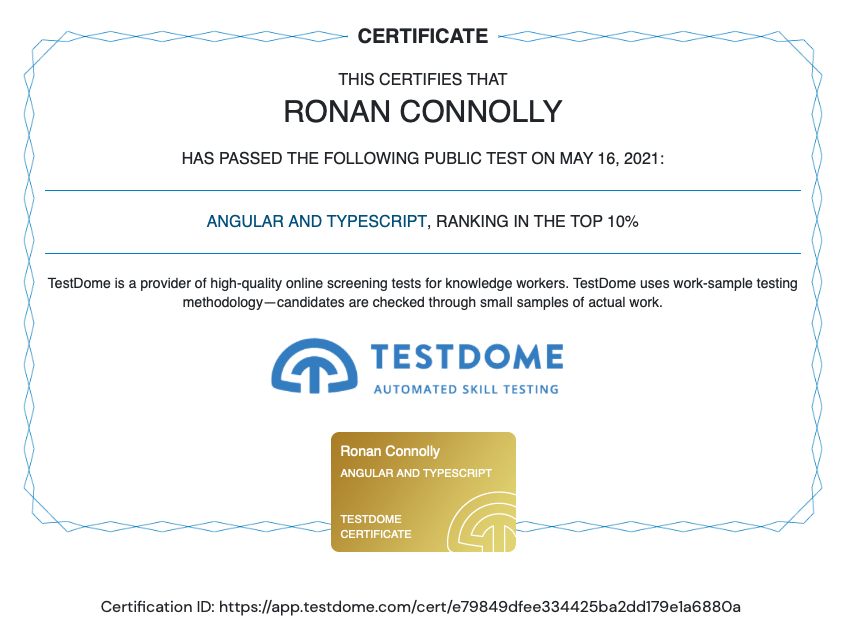 CERTIFICATE
THIS CERTIFIES THAT
RONAN CONNOLLY
HAS PASSED THE FOLLOWING PUBLIC TEST ON MAY 16, 2021:
ANGULAR AND TYPESCRIPT, RANKING IN THE TOP 10%
TestDome is a provider of high-quality online screening tests for knowledge workers. TestDome uses work-sample testing
methodology—candidates are checked through small samples of actual work.
TESTDOME
AUTOMATED SKILL TESTING
Ronan Connolly
ANGULAR AND TYPESCRIPT
TESTDOME
CERTIFICATE
Certification ID: https://app.testdome.com/cert/e79849dfee334425ba2dd179e1a6880a